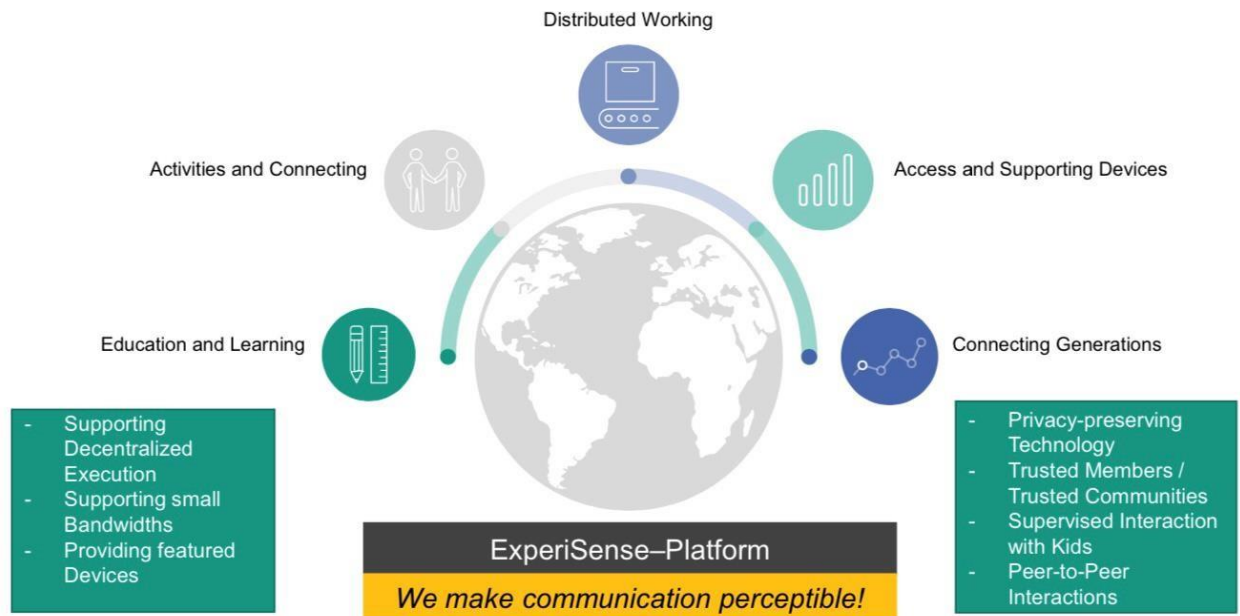 Distributed Working
Activities and Connecting
Access and Supporting Devices
Education and Learning
Connecting Generations
- Supporting
Decentralized
Execution
- Supporting small
Bandwidths
- Providing featured
Devices
- Privacy-preserving
Technology
- Trusted Members /
Trusted Communities
- Supervised Interaction
with Kids
- Peer-to-Peer
Interactions
ExperiSense–Platform
We make communication perceptible!